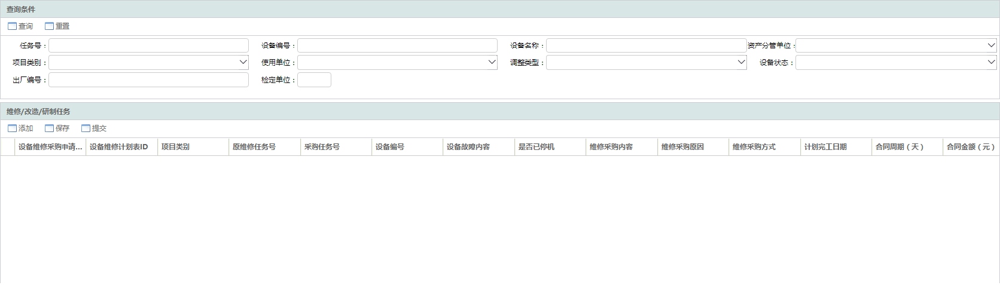 查询条件
查询 重置
任务号： 设备编号： 设备名称： 资产分管单位：
项目类别： 使用单位： 调整类型： 设备状态：
出厂编号： 检定单位：
维修/改造/研制任务
添加 保存 提交
设备维修采购申请... 设备维修计划表ID 项目类别 原维修任务号 采购任务号 设备编号 设备故障内容 是否已停机 维修采购内容 维修采购原因 维修采购方式 计划完工日期 合同周期（天） 合同金额（元）